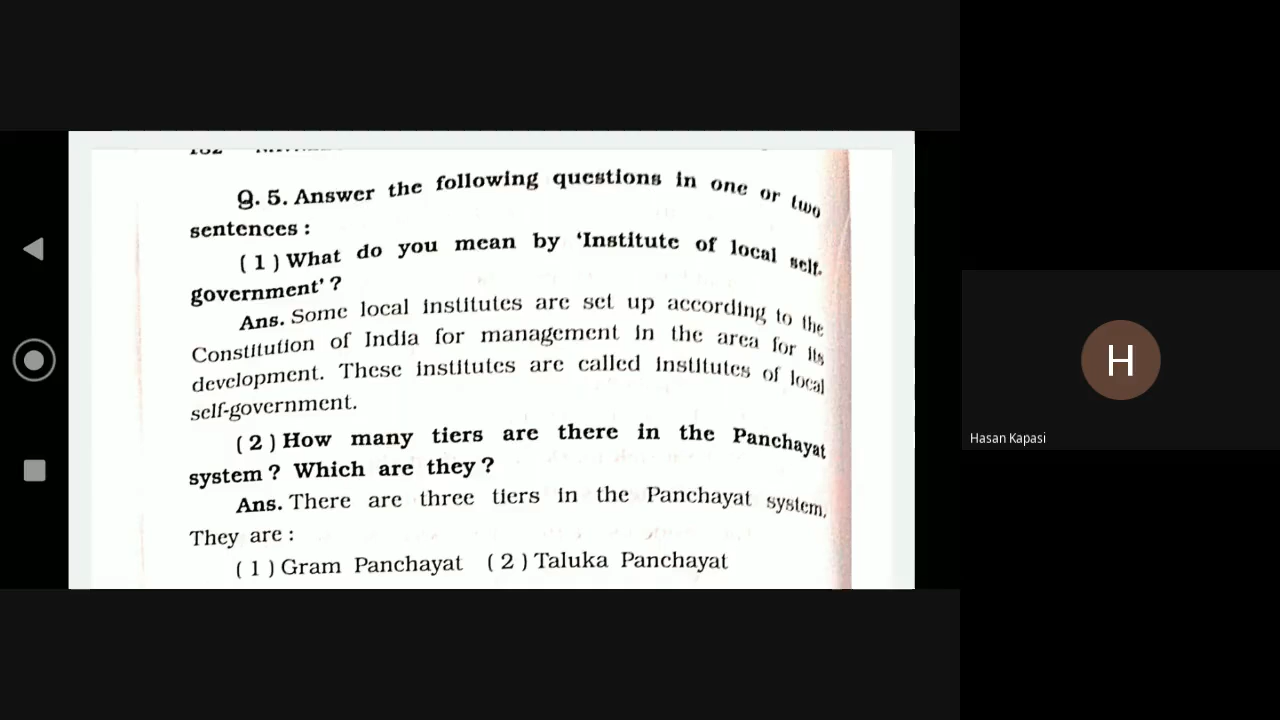 Q. 5. Answer the following questions in one or two
sentences :
( 1 ) What do you mean by ‘Institute of local self-
government’ ?
Ans. Some local institutes are set up according to the
Constitution of India for management in the area for its
development. These institutes are called institutes of local
self-government.
( 2 ) How many tiers are there in the Panchayat
system ? Which are they ?
Ans. There are three tiers in the Panchayat system.
They are :
( 1 ) Gram Panchayat ( 2 ) Taluka Panchayat
H
Hasan Kapasi